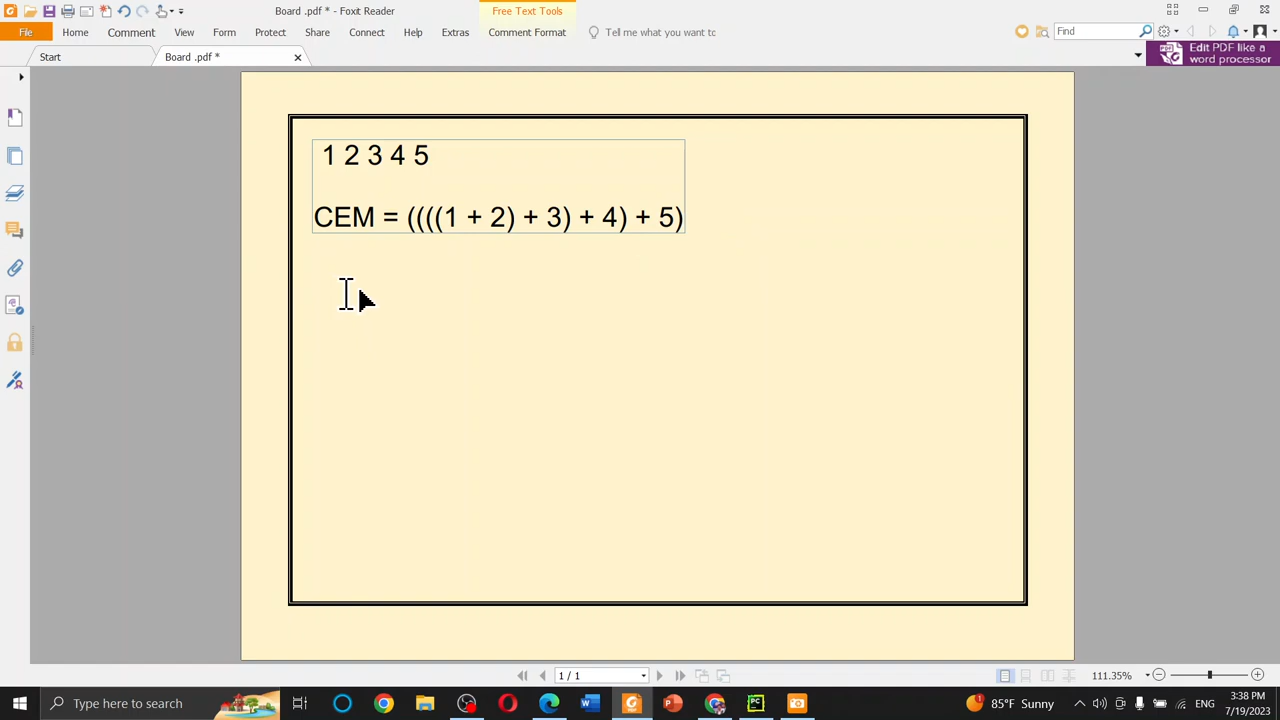 Board .pdf * - Foxit Reader
Free Text Tools
File
Home
Comment
View
Form
Protect
Share
Connect
Help
Extras
Comment Format
Tell me what you want tc
Find
Start
Board .pdf *
Edit PDF like a
word processor
1 2 3 4 5
CEM = ((((1 + 2) + 3) + 4) + 5)
1 / 1
111.35%
Type here to search
85°F Sunny
ENG
3:38 PM
7/19/2023